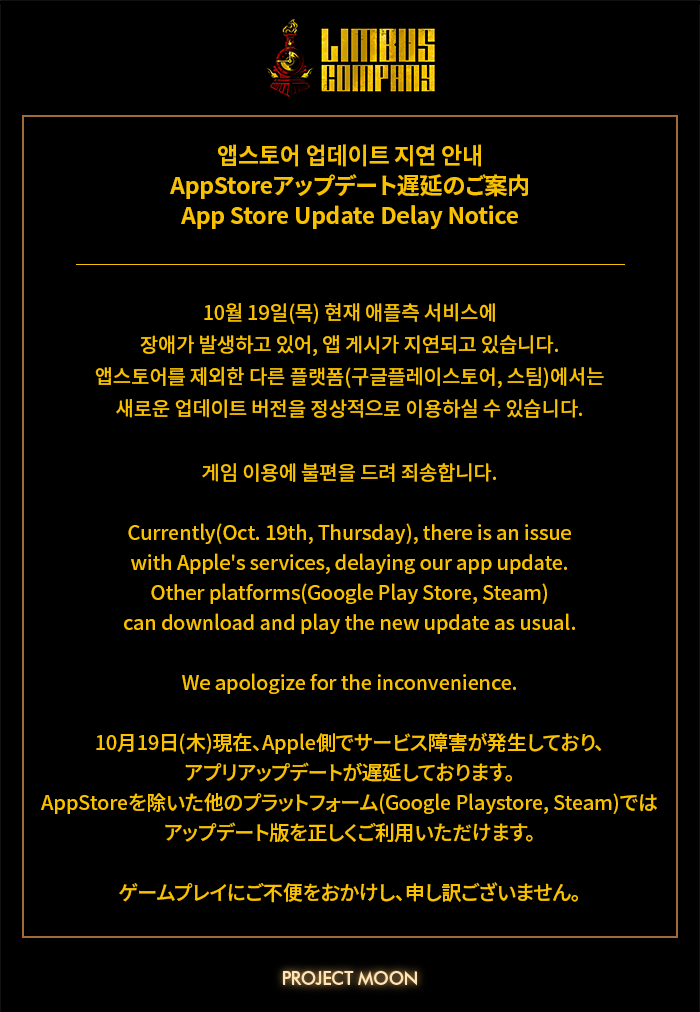 LIMBUS
COMPANY
앱스토어 업데이트 지연 안내
AppStoreアップデート遅延のご案内
App Store Update Delay Notice
10월 19일(목) 현재 애플측 서비스에
장애가 발생하고 있어, 앱 게시가 지연되고 있습니다.
앱스토어를 제외한 다른 플랫폼(구글플레이스토어, 스팀)에서는
새로운 업데이트 버전을 정상적으로 이용하실 수 있습니다.
게임 이용에 불편을 드려 죄송합니다.
Currently(Oct. 19th, Thursday), there is an issue
with Apple's services, delaying our app update.
Other platforms(Google Play Store, Steam)
can download and play the new update as usual.
We apologize for the inconvenience.
10月19日(木)現在、Apple側でサービス障害が発生しており、
アプリアップデートが遅延しております。
AppStoreを除いた他のプラットフォーム(Google Playstore, Steam)では
アップデート版を正しくご利用いただけます。
ゲームプレイにご不便をおかけし、申し訳ございません。
PROJECT MOON